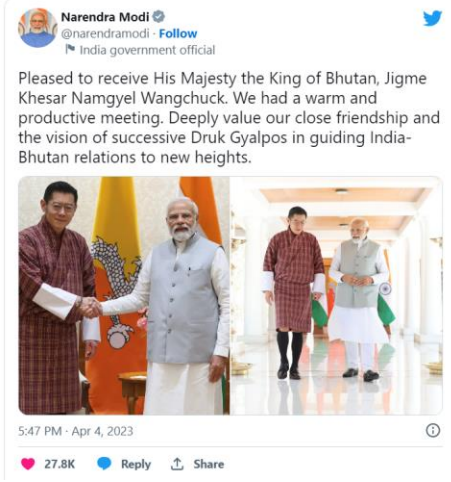 Narendra Modi
@narendramodi · Follow
India government official
Pleased to receive His Majesty the King of Bhutan, Jigme
Khesar Namgyel Wangchuck. We had a warm and
productive meeting. Deeply value our close friendship and
the vision of successive Druk Gyalpos in guiding India-
Bhutan relations to new heights.
5:47 PM · Apr 4, 2023
27.8K Reply Share